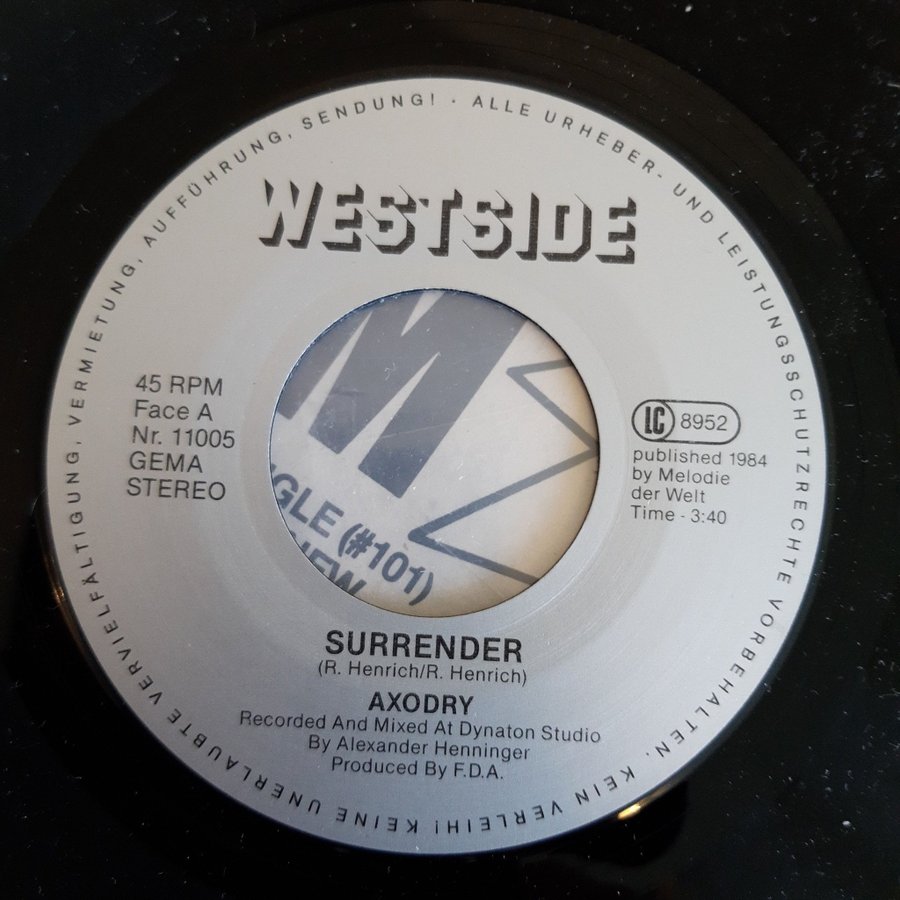 ALLE URHEBER- UND LEISTUNGSSCHUTZRECHTE VORBEHALTEN. KEIN VERLEIH! KEINE UNERLAUBTE VERVIELFÄLTIGUNG, VERMIETUNG, AUFFÜHRUNG, SENDUNG! ·
WESTSIDE
45 RPM
Face A
Nr. 11005
GEMA
STEREO
LC 8952
published 1984
by Melodie
der Welt
Time - 3:40
GLE (#101)
SURRENDER
(R. Henrich/R. Henrich)
AXODRY
Recorded And Mixed At Dynaton Studio
By Alexander Henninger
Produced By F.D.A.